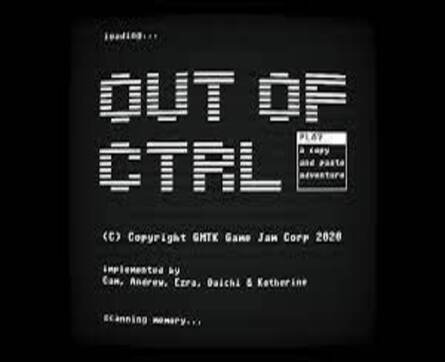 loading...
OUT OF
CTRL
PLAY
a copy
and paste
adventure
(C) Copyright GMTK Game Jam Corp 2020
implemented by
Cam, Andrew, Ezra, Daichi & Katherine
scanning memory...